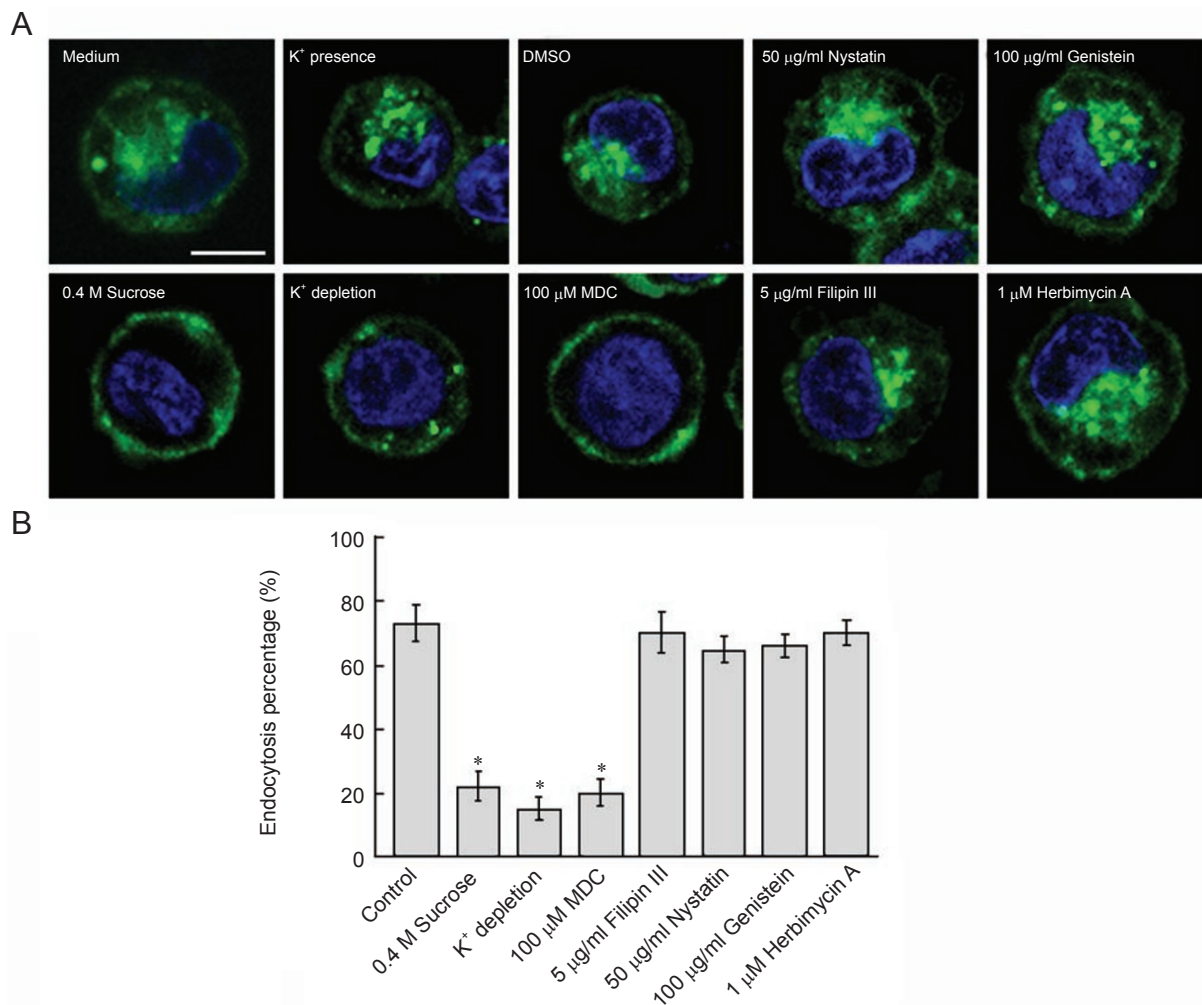 A
Medium
K⁺ presence
DMSO
50 μg/ml Nystatin
100 μg/ml Genistein
0.4 M Sucrose
K⁺ depletion
100 μM MDC
5 μg/ml Filipin III
1 μM Herbimycin A
B
Endocytosis percentage (%)
100
80
60
40
20
0
*
*
*
Control
0.4 M Sucrose
K⁺ depletion
100 μM MDC
5 μg/ml Filipin III
50 μg/ml Nystatin
100 μg/ml Genistein
1 μM Herbimycin A